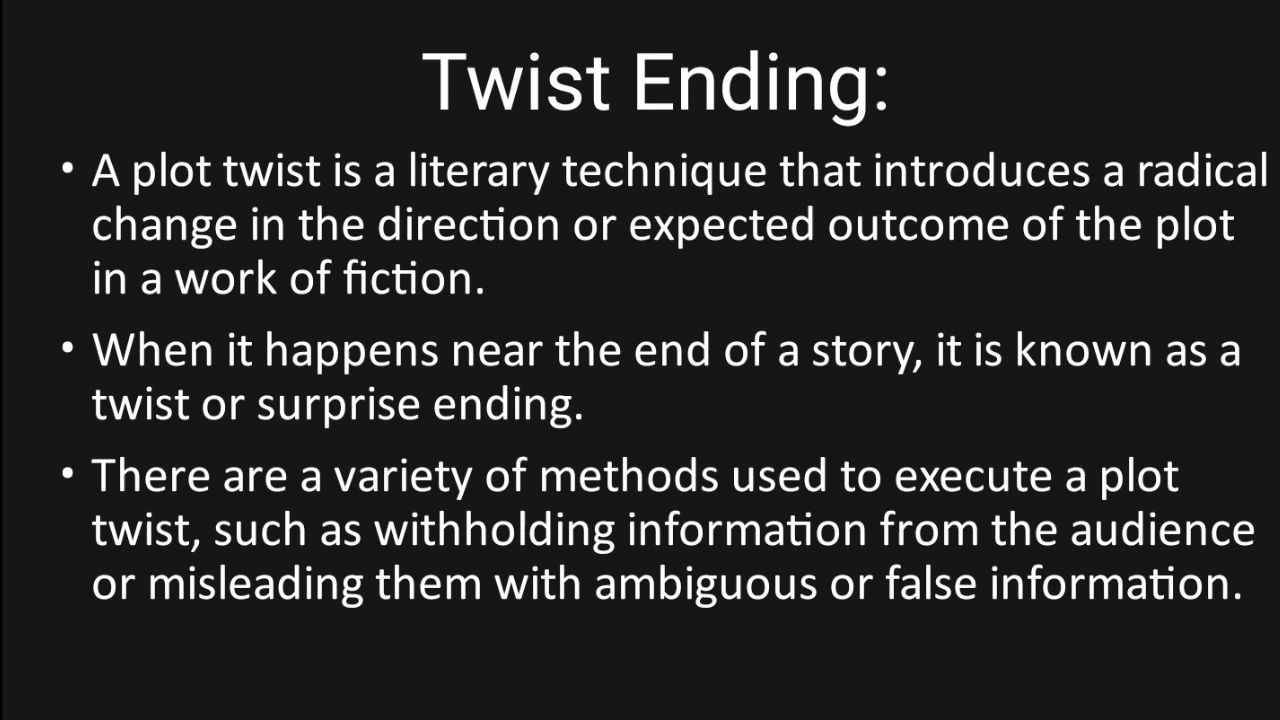 Twist Ending:
• A plot twist is a literary technique that introduces a radical
change in the direction or expected outcome of the plot
in a work of fiction.
• When it happens near the end of a story, it is known as a
twist or surprise ending.
• There are a variety of methods used to execute a plot
twist, such as withholding information from the audience
or misleading them with ambiguous or false information.